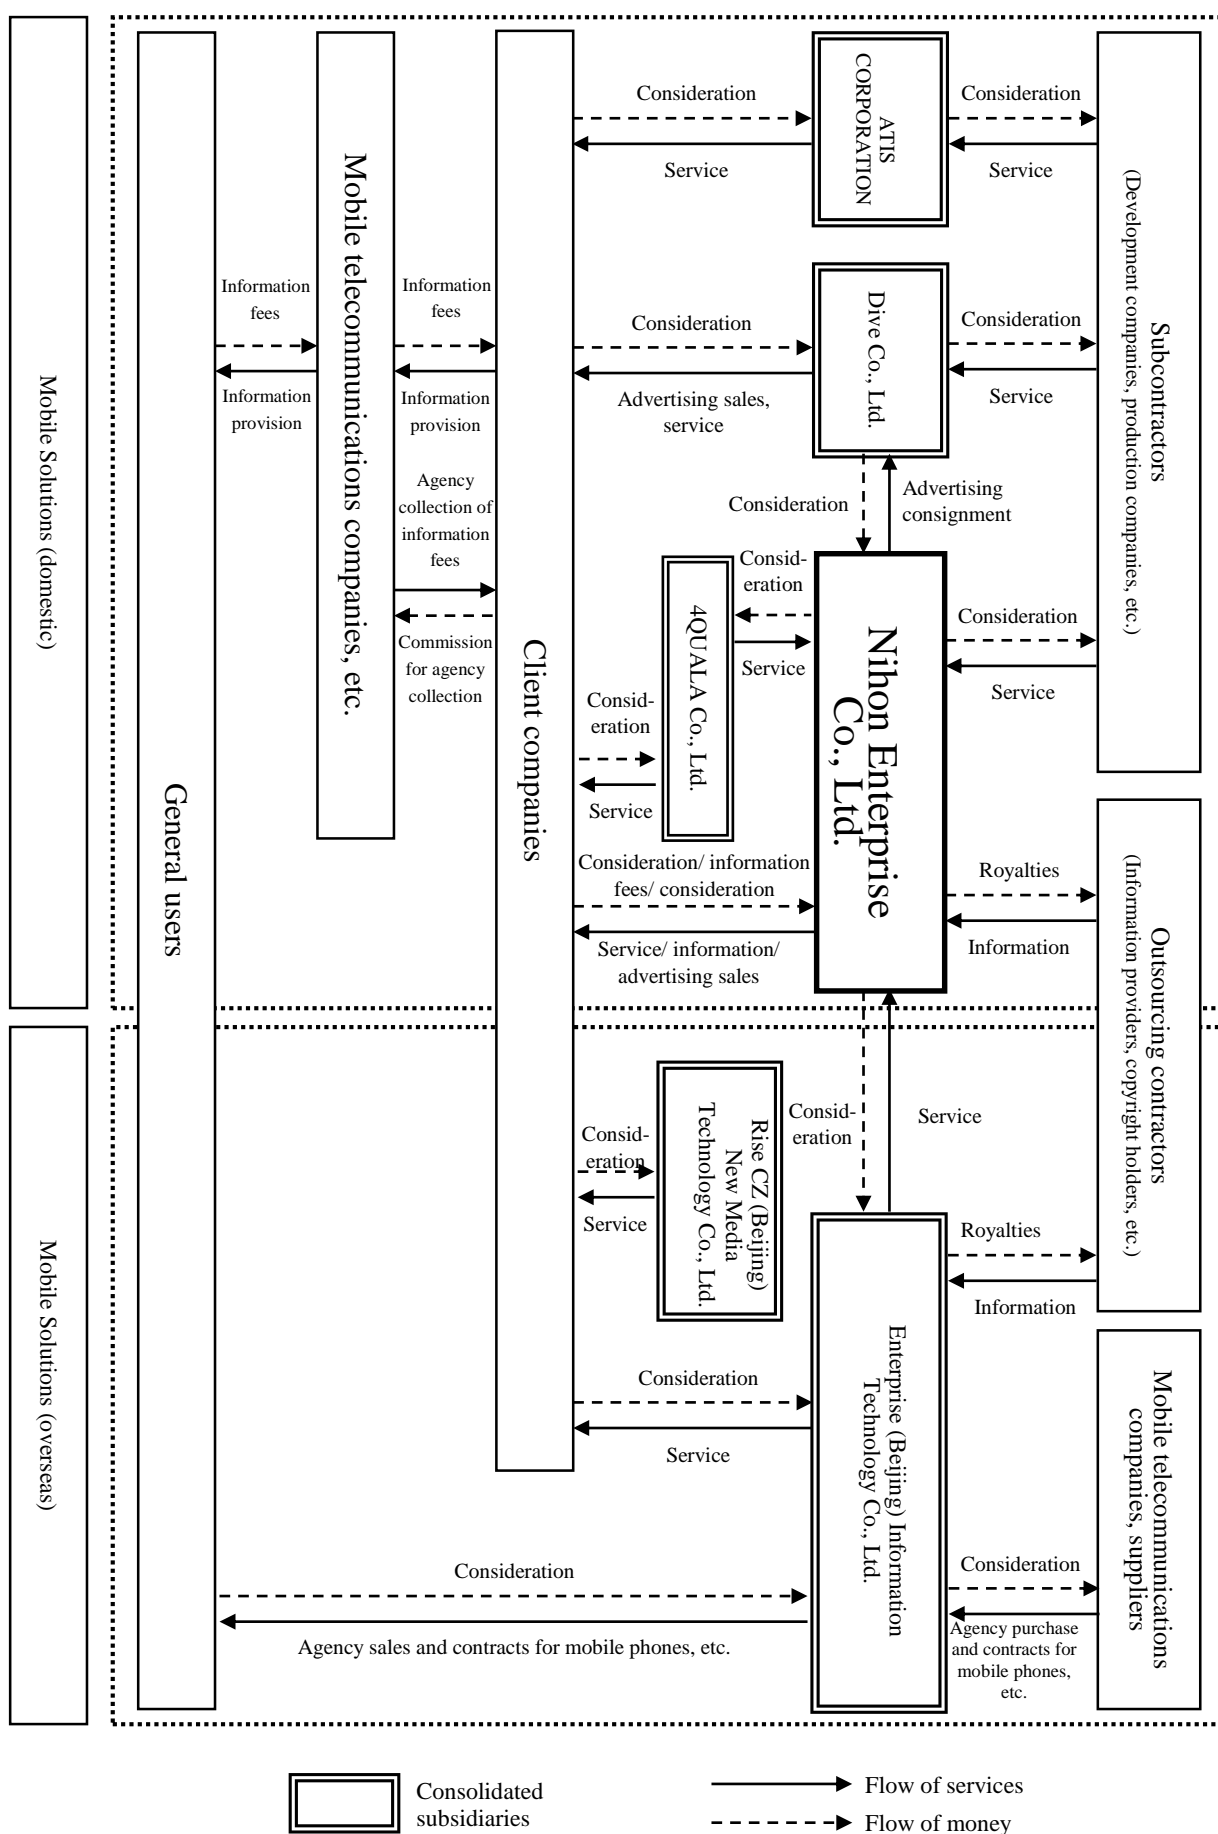 Mobile Solutions (domestic)
Mobile Solutions (overseas)
General users
Information
fees
Information
provision
Mobile telecommunications companies, etc.
Information
fees
Information
provision
Agency
collection of
information
fees
Commission
for agency
collection
Client companies
Consideration
Service
Consideration
Advertising sales,
service
Consid-
eration
Service
Consideration/ information
fees/ consideration
Service/ information/
advertising sales
Consid-
eration
Service
Consideration
Service
Consideration
Agency sales and contracts for mobile phones, etc.
ATIS
CORPORATION
Dive Co., Ltd.
Consideration
Advertising
consignment
4QUALA Co., Ltd.
Consid-
eration
Service
Nihon Enterprise
Co., Ltd.
Consid-
eration
Service
Rise CZ (Beijing)
New Media
Technology Co., Ltd.
Enterprise (Beijing) Information
Technology Co., Ltd.
Consideration
Service
Consideration
Service
Consideration
Service
Royalties
Information
Royalties
Information
Consideration
Agency purchase
and contracts for
mobile phones,
etc.
Subcontractors
(Development companies, production companies, etc.)
Outsourcing contractors
(Information providers, copyright holders, etc.)
Mobile telecommunications
companies, suppliers
Consolidated
subsidiaries
Flow of services
Flow of money